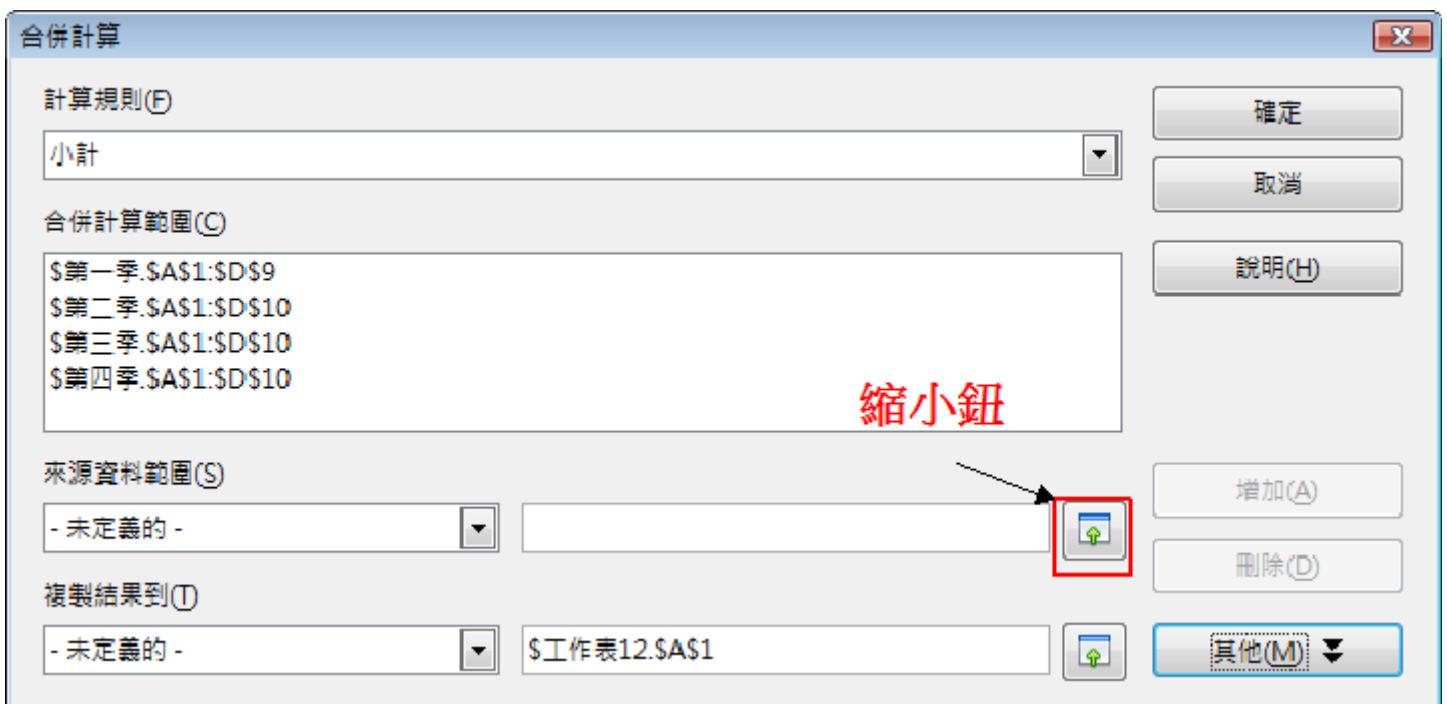 合併計算
計算規則(F)
小計
確定
取消
合併計算範圍(C)
說明(H)
$第一季.$A$1:$D$9
$第二季.$A$1:$D$10
$第三季.$A$1:$D$10
$第四季.$A$1:$D$10
縮小鈕
來源資料範圍(S)
增加(A)
- 未定義的 -
刪除(D)
複製結果到(T)
- 未定義的 -
$工作表12.$A$1
其他(M)